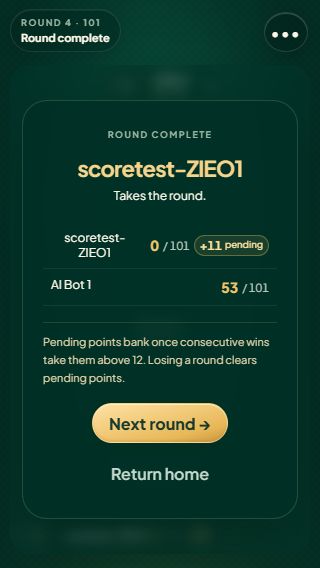 ROUND 4 · 101
Round complete
ROUND COMPLETE
scoretest-ZIEO1
Takes the round.
scoretest-
ZIEO1
0 / 101 +11 pending
AI Bot 1 53 / 101
Pending points bank once consecutive wins
take them above 12. Losing a round clears
pending points.
Next round →
Return home